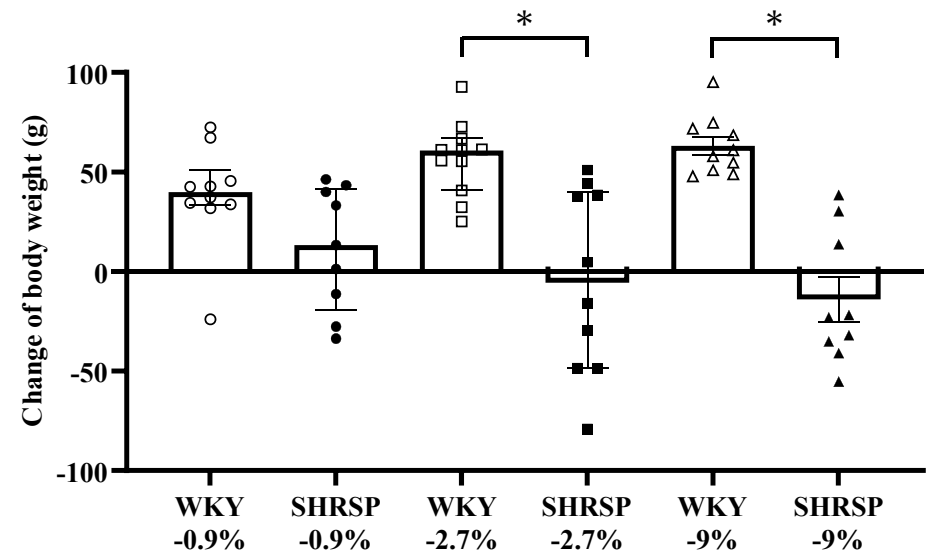 * *
Change of body weight (g)
100
50
0
-50
-100
WKY SHRSP WKY SHRSP WKY SHRSP
-0.9% -0.9% -2.7% -2.7% -9% -9%